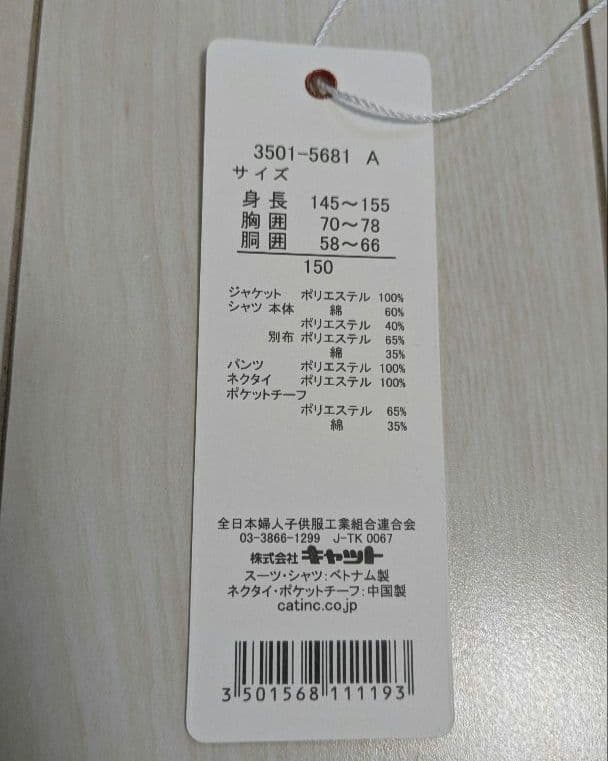 3501-5681 A
サイズ
身長 145～155
胸囲 70～78
胴囲 58～66
150
ジャケット ポリエステル 100%
シャツ 本体 綿 60%
ポリエステル 40%
別布 ポリエステル 65%
綿 35%
パンツ ポリエステル 100%
ネクタイ ポリエステル 100%
ポケットチーフ
ポリエステル 65%
綿 35%
全日本婦人子供服工業組合連合会
03-3866-1299 J-TK 0067
株式会社 キャット
スーツ・シャツ:ベトナム製
ネクタイ・ポケットチーフ:中国製
catinc.co.jp
3 501568 111193